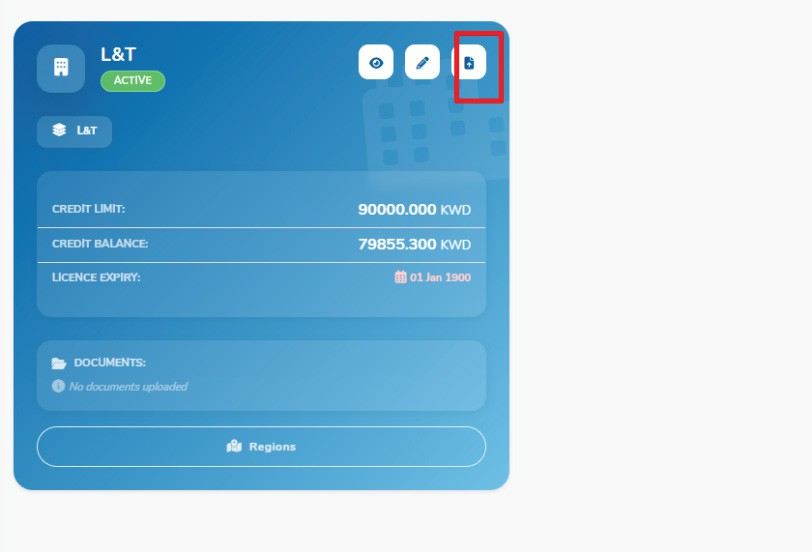 L&T
ACTIVE
L&T
CREDIT LIMIT: 90000.000 KWD
CREDIT BALANCE: 79855.300 KWD
LICENCE EXPIRY: 01 Jan 1900
DOCUMENTS:
No documents uploaded
Regions